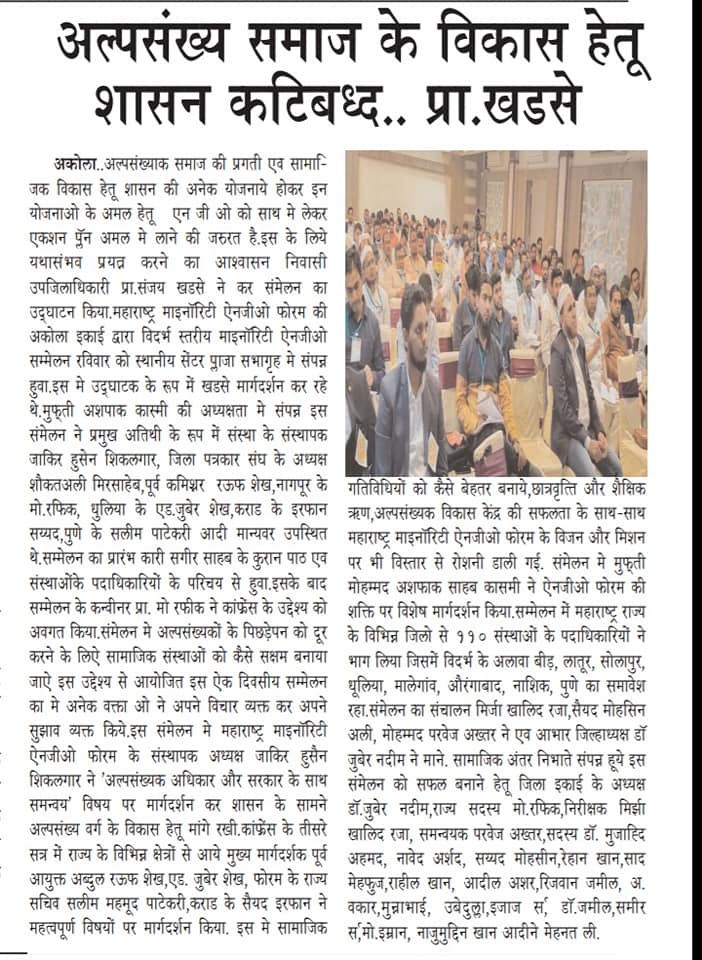 अल्पसंख्य समाज के विकास हेतू
शासन कटिबध्द.. प्रा.खडसे
अकोला..अल्पसंख्याक समाज की प्रगती एव सामा-
जिक विकास हेतू शासन की अनेक योजनाये होकर इन
योजनाओ के अमल हेतू एन जी ओ को साथ मे लेकर
एकशन प्लॅन अमल मे लाने की जरुरत है.इस के लिये
यथासंभव प्रयत्न करने का आश्वासन निवासी
उपजिलाधिकारी प्रा.संजय खडसे ने कर संमेलन का
उद्घाटन किया.महाराष्ट्र माइनॉरिटी ऐनजीओ फोरम की
अकोला इकाई द्वारा विदर्भ स्तरीय माइनॉरिटी ऐनजीओ
सम्मेलन रविवार को स्थानीय सेंटर प्लाजा सभागृह मे संपन्न
हुवा.इस मे उद्घाटक के रूप में खडसे मार्गदर्शन कर रहे
थे.मुफ्ती अशपाक कास्मी की अध्यक्षता मे संपन्न इस
संमेलन ने प्रमुख अतिथी के रूप में संस्था के संस्थापक
जाकिर हुसेन शिकलगार, जिला पत्रकार संघ के अध्यक्ष
शौकतअली मिरसाहेब,पूर्व कमिश्नर रऊफ शेख,नागपूर के
मो.रफिक, धुलिया के एड.जुबेर शेख,कराड के इरफान
सय्यद,पुणे के सलीम पाटेकरी आदी मान्यवर उपस्थित
थे.सम्मेलन का प्रारंभ कारी सगीर साहब के कुरान पाठ एव
संस्थाओंके पदाधिकारियों के परिचय से हुवा.इसके बाद
सम्मेलन के कन्वीनर प्रा. मो रफीक ने कांफ्रेंस के उद्देश्य को
अवगत किया.संमेलन मे अल्पसंख्यकों के पिछड़ेपन को दूर
करने के लिऐ सामाजिक संस्थाओं को कैसे सक्षम बनाया
जाऐ इस उद्देश्य से आयोजित इस ऐक दिवसीय सम्मेलन
का मे अनेक वक्ता ओ ने अपने विचार व्यक्त कर अपने
सुझाव व्यक्त किये.इस संमेलन मे महाराष्ट्र माइनॉरिटी
ऐनजीओ फोरम के संस्थापक अध्यक्ष जाकिर हुसैन
शिकलगार ने 'अल्पसंख्यक अधिकार और सरकार के साथ
समन्वय' विषय पर मार्गदर्शन कर शासन के सामने
अल्पसंख्य वर्ग के विकास हेतू मांगे रखी.कांफ्रेंस के तीसरे
सत्र में राज्य के विभिन्न क्षेत्रों से आये मुख्य मार्गदर्शक पूर्व
आयुक्त अब्दुल रऊफ शेख,एड. जुबेर शेख, फोरम के राज्य
सचिव सलीम महमूद पाटेकरी,कराड के सैयद इरफान ने
महत्वपूर्ण विषयों पर मार्गदर्शन किया. इस मे सामाजिक
गतिविधियों को कैसे बेहतर बनाये,छात्रवृत्ति और शैक्षिक
ऋण,अल्पसंख्यक विकास केंद्र की सफलता के साथ-साथ
महाराष्ट्र माइनॉरिटी ऐनजीओ फोरम के विजन और मिशन
पर भी विस्तार से रोशनी डाली गई. संमेलन मे मुफ्ती
मोहम्मद अशफाक साहब कासमी ने ऐनजीओ फोरम की
शक्ति पर विशेष मार्गदर्शन किया.सम्मेलन में महाराष्ट्र राज्य
के विभिन्न जिलो से ११० संस्थाओं के पदाधिकारियों ने
भाग लिया जिसमें विदर्भ के अलावा बीड़, लातूर, सोलापुर,
धूलिया, मालेगांव, औरंगाबाद, नाशिक, पुणे का समावेश
रहा.संमेलन का संचालन मिर्जा खालिद रजा,सैयद मोहसिन
अली, मोहम्मद परवेज अख्तर ने एव आभार जिल्हाध्यक्ष डॉ
जुबेर नदीम ने माने. सामाजिक अंतर निभाते संपन्न हूये इस
संमेलन को सफल बनाने हेतू जिला इकाई के अध्यक्ष
डॉ.जुबेर नदीम,राज्य सदस्य मो.रफिक,निरीक्षक मिर्झा
खालिद रजा, समन्वयक परवेज अख्तर,सदस्य डॉ. मुजाहिद
अहमद, नावेद अर्शद, सय्यद मोहसीन,रेहान खान,साद
मेहफुज,राहील खान, आदील अशर,रिजवान जमील, अ.
वकार,मुन्नाभाई, उबेदुल्ला,इजाज र्स, डॉ.जमील,समीर
र्स,मो.इम्रान, नाजुमुद्दिन खान आदीने मेहनत ली.